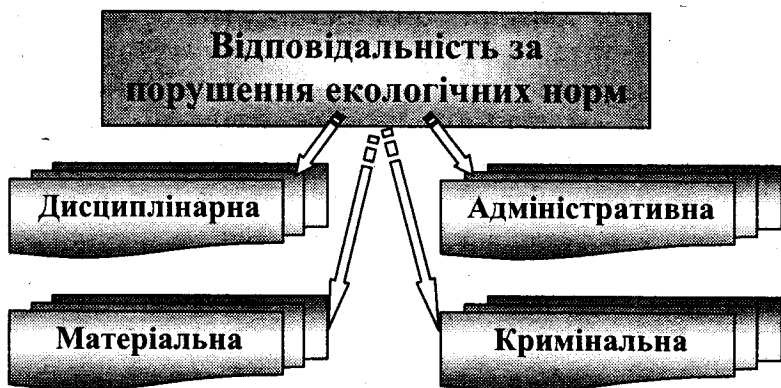 Відповідальність за
порушення екологічних норм
Дисциплінарна
Адміністративна
Матеріальна
Кримінальна